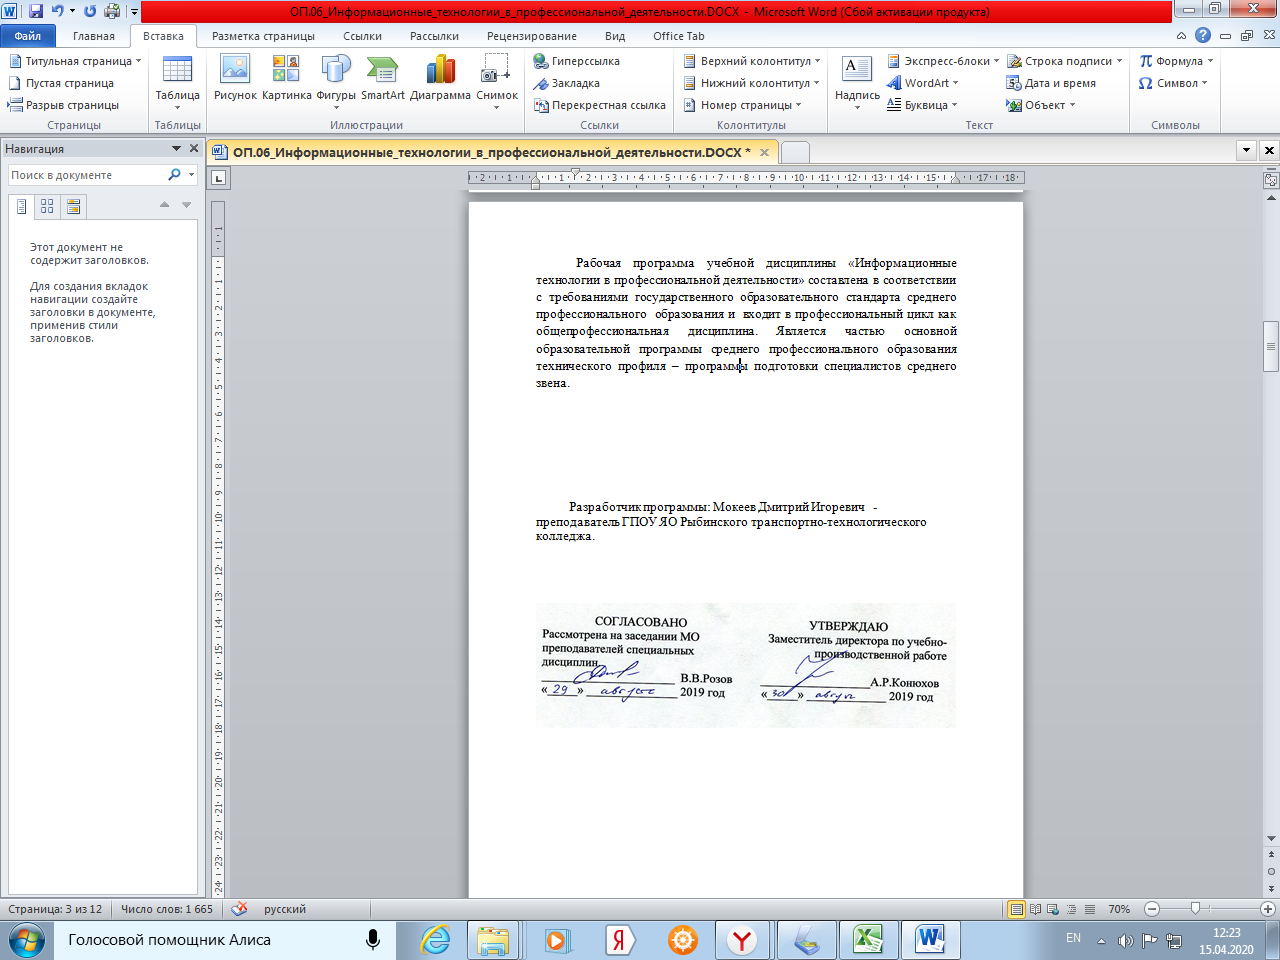 ОП.06_Информационные_технологии_в_профессиональной_деятельности.DOCX - Microsoft Word (Сбой активации продукта)
Файл Главная Вставка Разметка страницы Ссылки Рассылки Рецензирование Вид Office Tab
Титульная страница
Пустая страница
Разрыв страницы
Страницы
Таблица
Таблицы
Рисунок Картинка Фигуры SmartArt Диаграмма Снимок
Иллюстрации
Гиперссылка
Закладка
Перекрестная ссылка
Ссылки
Верхний колонтитул
Нижний колонтитул
Номер страницы
Колонтитулы
Надпись
Экспресс-блоки
WordArt
Буквица
Строка подписи
Дата и время
Объект
Текст
Формула
Символ
Символы
Навигация
Поиск в документе
Этот документ не
содержит заголовков.
Для создания вкладок
навигации создайте
заголовки в документе,
применив стили
заголовков.
ОП.06_Информационные_технологии_в_профессиональной_деятельности.DOCX *
Рабочая программа учебной дисциплины «Информационные
технологии в профессиональной деятельности» составлена в соответствии
с требованиями государственного образовательного стандарта среднего
профессионального образования и входит в профессиональный цикл как
общепрофессиональная дисциплина. Является частью основной
образовательной программы среднего профессионального образования
технического профиля – программы подготовки специалистов среднего
звена.
Разработчик программы: Мокеев Дмитрий Игоревич -
преподаватель ГПОУ ЯО Рыбинского транспортно-технологического
колледжа.
СОГЛАСОВАНО
Рассмотрена на заседании МО
преподавателей специальных
дисциплин
В.В.Розов
«29» августа 2019 год
УТВЕРЖДАЮ
Заместитель директора по учебно-
производственной работе
А.Р.Конюхов
«30» август 2019 год
Страница: 3 из 12 Число слов: 1 665 русский 70%
Голосовой помощник Алиса
EN
12:23
15.04.2020